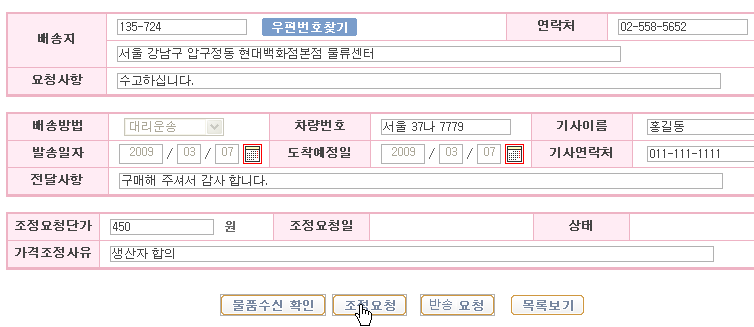 배송지 135-724 우편번호찾기 연락처 02-558-5652
서울 강남구 압구정동 현대백화점본점 물류센터
요청사항 수고하십니다.
배송방법 대리운송 차량번호 서울 37나 7779 기사이름 홍길동
발송일자 2009 / 03 / 07 도착예정일 2009 / 03 / 07 기사연락처 011-111-1111
전달사항 구매해 주셔서 감사 합니다.
조정요청단가 450 원 조정요청일 상태
가격조정사유 생산자 합의
물품수신 확인 조정요청 반송 요청 목록보기